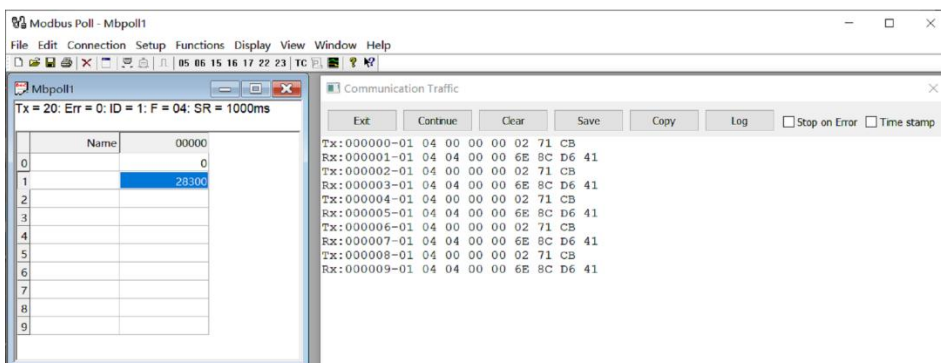 Modbus Poll - Mbpoll1
File Edit Connection Setup Functions Display View Window Help
05 06 15 16 17 22 23 TC
Mbpoll1
Tx = 20: Err = 0: ID = 1: F = 04: SR = 1000ms
Name 00000
0 0
1 28300
2
3
4
5
6
7
8
9
Communication Traffic
Exit Continue Clear Save Copy Log Stop on Error Time stamp
Tx:000000-01 04 00 00 00 02 71 CB
Rx:000001-01 04 04 00 00 6E 8C D6 41
Tx:000002-01 04 00 00 00 02 71 CB
Rx:000003-01 04 04 00 00 6E 8C D6 41
Tx:000004-01 04 00 00 00 02 71 CB
Rx:000005-01 04 04 00 00 6E 8C D6 41
Tx:000006-01 04 00 00 00 02 71 CB
Rx:000007-01 04 04 00 00 6E 8C D6 41
Tx:000008-01 04 00 00 00 02 71 CB
Rx:000009-01 04 04 00 00 6E 8C D6 41